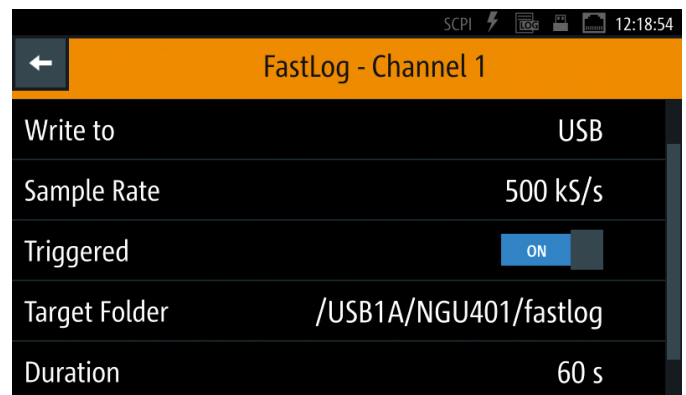 SCPI LOG 12:18:54
FastLog - Channel 1
Write to USB
Sample Rate 500 kS/s
Triggered ON
Target Folder /USB1A/NGU401/fastlog
Duration 60 s